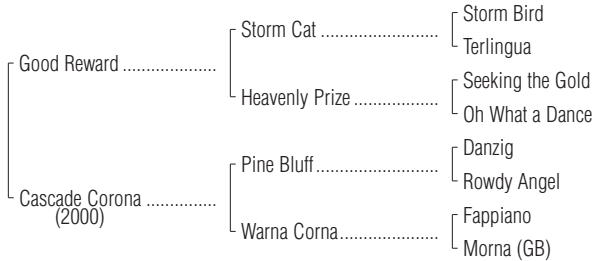 Storm Bird
Storm Cat ......................
Terlingua
Good Reward .................
Seeking the Gold
Heavenly Prize ................
Oh What a Dance
Danzig
Pine Bluff.......................
Rowdy Angel
Cascade Corona .............
(2000)
Fappiano
Warna Corna...................
Morna (GB)